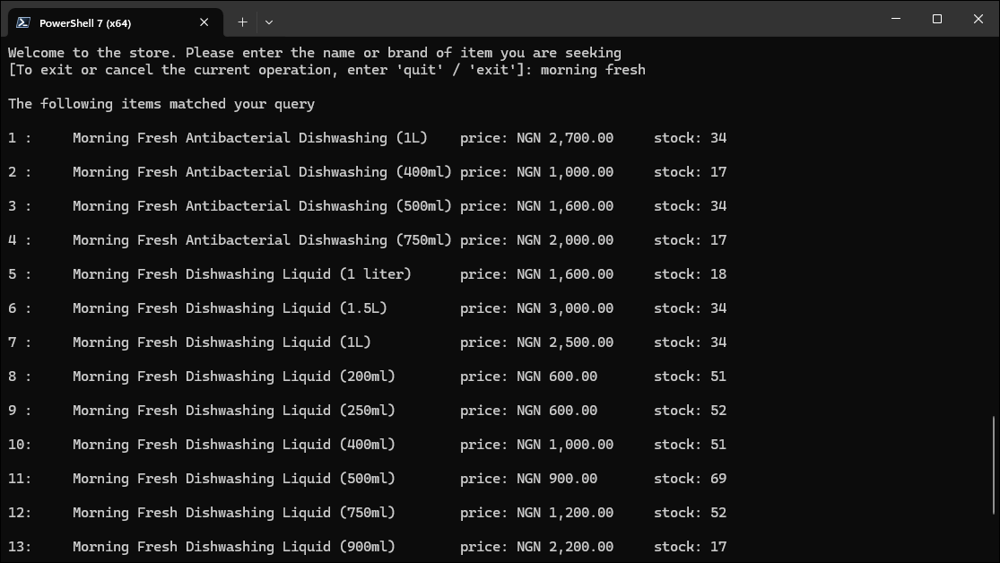 PowerShell 7 (x64)
Welcome to the store. Please enter the name or brand of item you are seeking
[To exit or cancel the current operation, enter 'quit' / 'exit']: morning fresh
The following items matched your query
1 : Morning Fresh Antibacterial Dishwashing (1L) price: NGN 2,700.00 stock: 34
2 : Morning Fresh Antibacterial Dishwashing (400ml) price: NGN 1,000.00 stock: 17
3 : Morning Fresh Antibacterial Dishwashing (500ml) price: NGN 1,600.00 stock: 34
4 : Morning Fresh Antibacterial Dishwashing (750ml) price: NGN 2,000.00 stock: 17
5 : Morning Fresh Dishwashing Liquid (1 liter) price: NGN 1,600.00 stock: 18
6 : Morning Fresh Dishwashing Liquid (1.5L) price: NGN 3,000.00 stock: 34
7 : Morning Fresh Dishwashing Liquid (1L) price: NGN 2,500.00 stock: 34
8 : Morning Fresh Dishwashing Liquid (200ml) price: NGN 600.00 stock: 51
9 : Morning Fresh Dishwashing Liquid (250ml) price: NGN 600.00 stock: 52
10: Morning Fresh Dishwashing Liquid (400ml) price: NGN 1,000.00 stock: 51
11: Morning Fresh Dishwashing Liquid (500ml) price: NGN 900.00 stock: 69
12: Morning Fresh Dishwashing Liquid (750ml) price: NGN 1,200.00 stock: 52
13: Morning Fresh Dishwashing Liquid (900ml) price: NGN 2,200.00 stock: 17